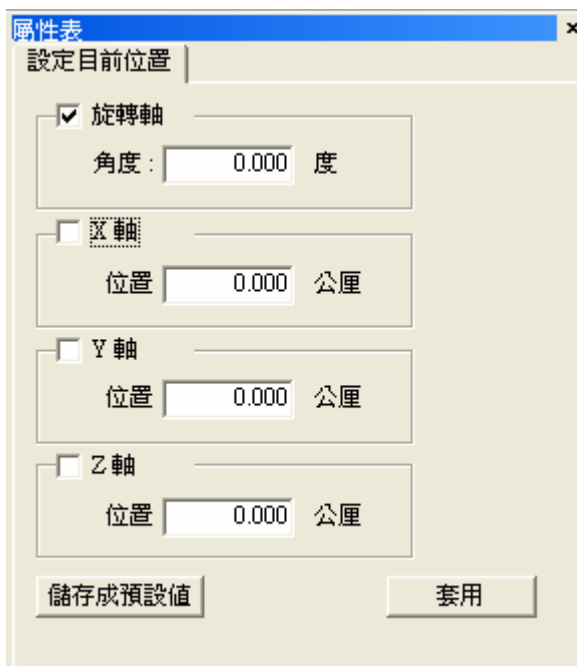 屬性表
設定目前位置
旋轉軸
角度: 0.000 度
X 軸
位置 0.000 公厘
Y 軸
位置 0.000 公厘
Z 軸
位置 0.000 公厘
儲存成預設值 套用